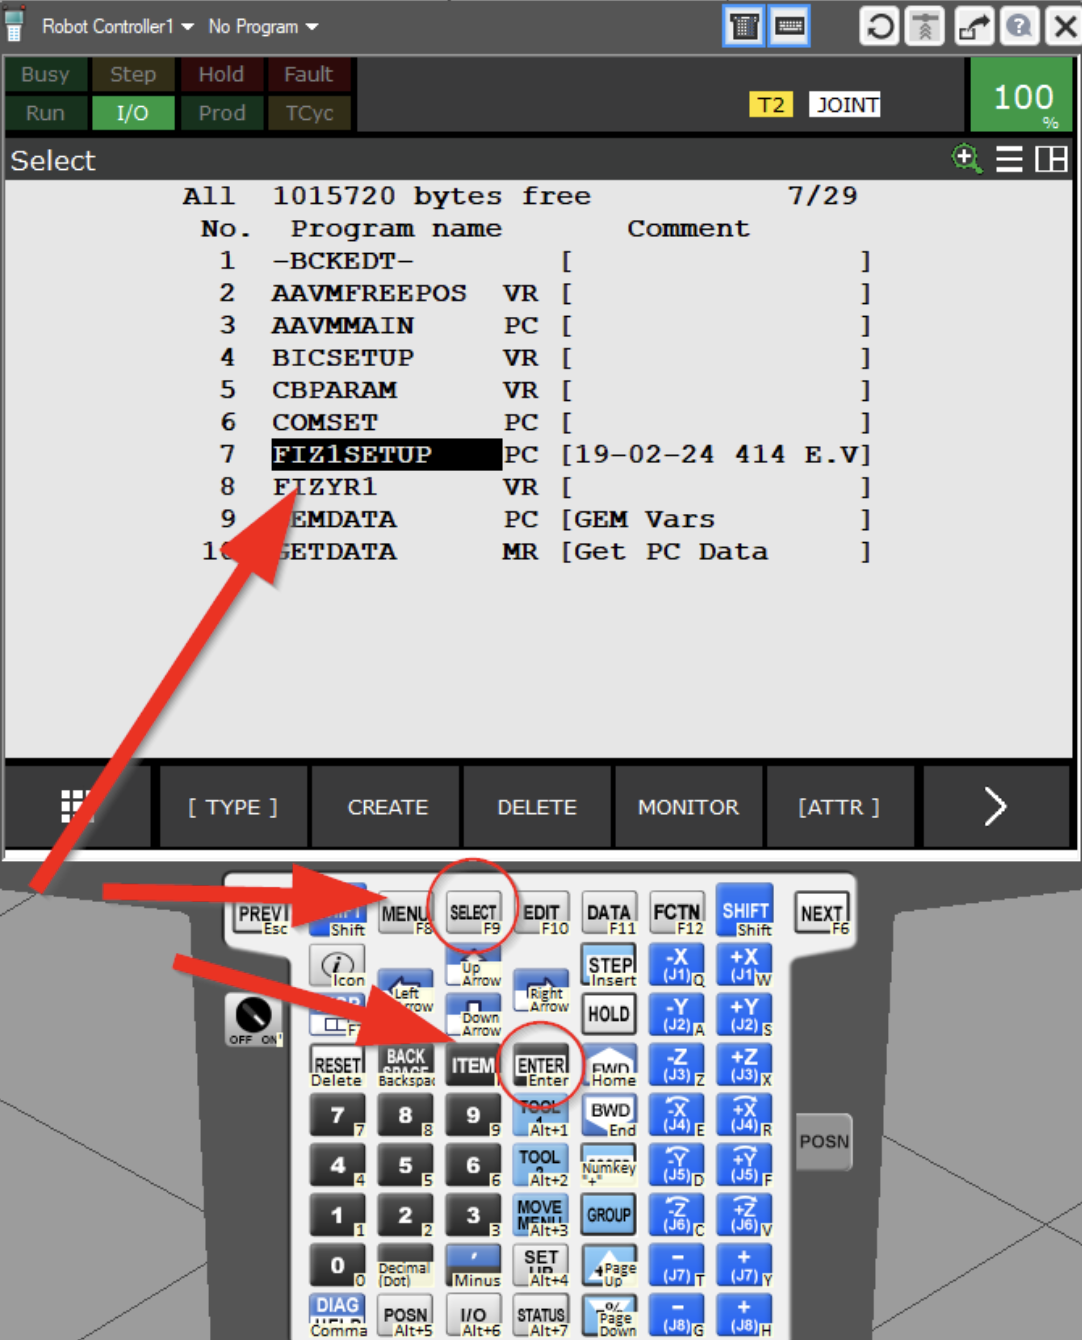 Robot Controller1 No Program
Busy Step Hold Fault
Run I/O Prod TCyc
T2 JOINT
100 %
Select
All 1015720 bytes free 7/29
No. Program name Comment
1 -BCKEDT- [ ]
2 AAVMFREEPOS VR [ ]
3 AAVMMAIN PC [ ]
4 BICSETUP VR [ ]
5 CBPARAM VR [ ]
6 COMSET PC [ ]
7 FIZ1SETUP PC [19-02-24 414 E.V]
8 FIZYR1 VR [ ]
9 EMDATA PC [GEM Vars ]
1 ETDATA MR [Get PC Data ]
[ TYPE ] CREATE DELETE MONITOR [ATTR ]
PREV Esc Shift MENU F8 SELECT F9 EDIT F10 DATA F11 FCTN F12 SHIFT Shift NEXT F6
i Icon Up Arrow STEP Insert -X (J1) Q +X (J1) W
Left Arrow Right Arrow
OFF ON F7 Down Arrow HOLD -Y (J2) A +Y (J2) S
RESET Delete BACK SPACE Backspac ITEM ENTER Enter FWD Home -Z (J3) Z +Z (J3) X
7 7 8 8 9 9 TOOL 1 Alt+1 BWD End -X (J4) E +X (J4) R
POSN
4 4 5 5 6 6 TOOL 2 Alt+2 Numkey "+" -Y (J5) D +Y (J5) F
1 1 2 2 3 3 MOVE MENU Alt+3 GROUP -Z (J6) C +Z (J6) V
0 0 Decimal (Dot) , Minus SET UP Alt+4 Page Up - (J7) T + (J7) Y
DIAG HELP Comma POSN Alt+5 I/O Alt+6 STATUS Alt+7 % Page Down - (J8) G + (J8) H